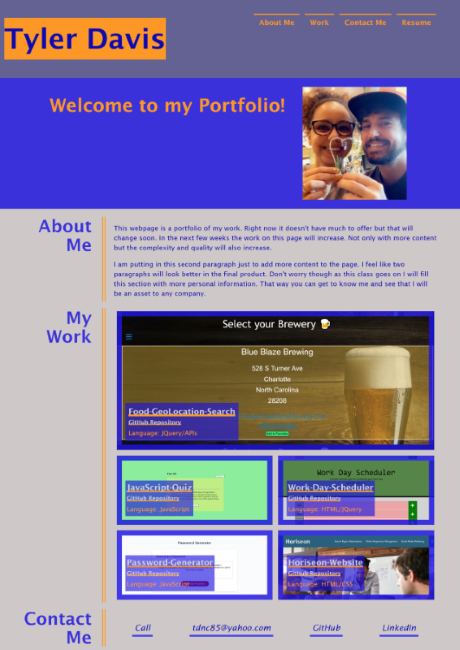 Tyler Davis
About Me Work Contact Me Resume
Welcome to my Portfolio!
About
Me
This webpage is a portfolio of my work. Right now it doesn't have much to offer but that will
change soon. In the next few weeks the work on this page will increase. Not only with more content
but the complexity and quality will also increase.
I am putting in this second paragraph just to add more content to the page. I feel like two
paragraphs will look better in the final product. Don't worry though as this class goes on I will fill
this section with more personal information. That way you can get to know me and see that I will
be an asset to any company.
My
Work
Select your Brewery 🍺
Blue Blaze Brewing
528 S Turner Ave
Charlotte
North Carolina
28208
Food-GeoLocation-Search
GitHub Repository
Language: JQuery/APIs
JavaScript-Quiz
GitHub Repository
Language: JavaScript
Work Day Scheduler
Work-Day-Scheduler
GitHub Repository
Language: HTML/JQuery
Password Generator
Password-Generator
GitHub Repository
Language: JavaScript
Horiseon
Horiseon-Website
GitHub Repository
Language: HTML/CSS
Contact
Me
Call tdnc85@yahoo.com GitHub LinkedIn